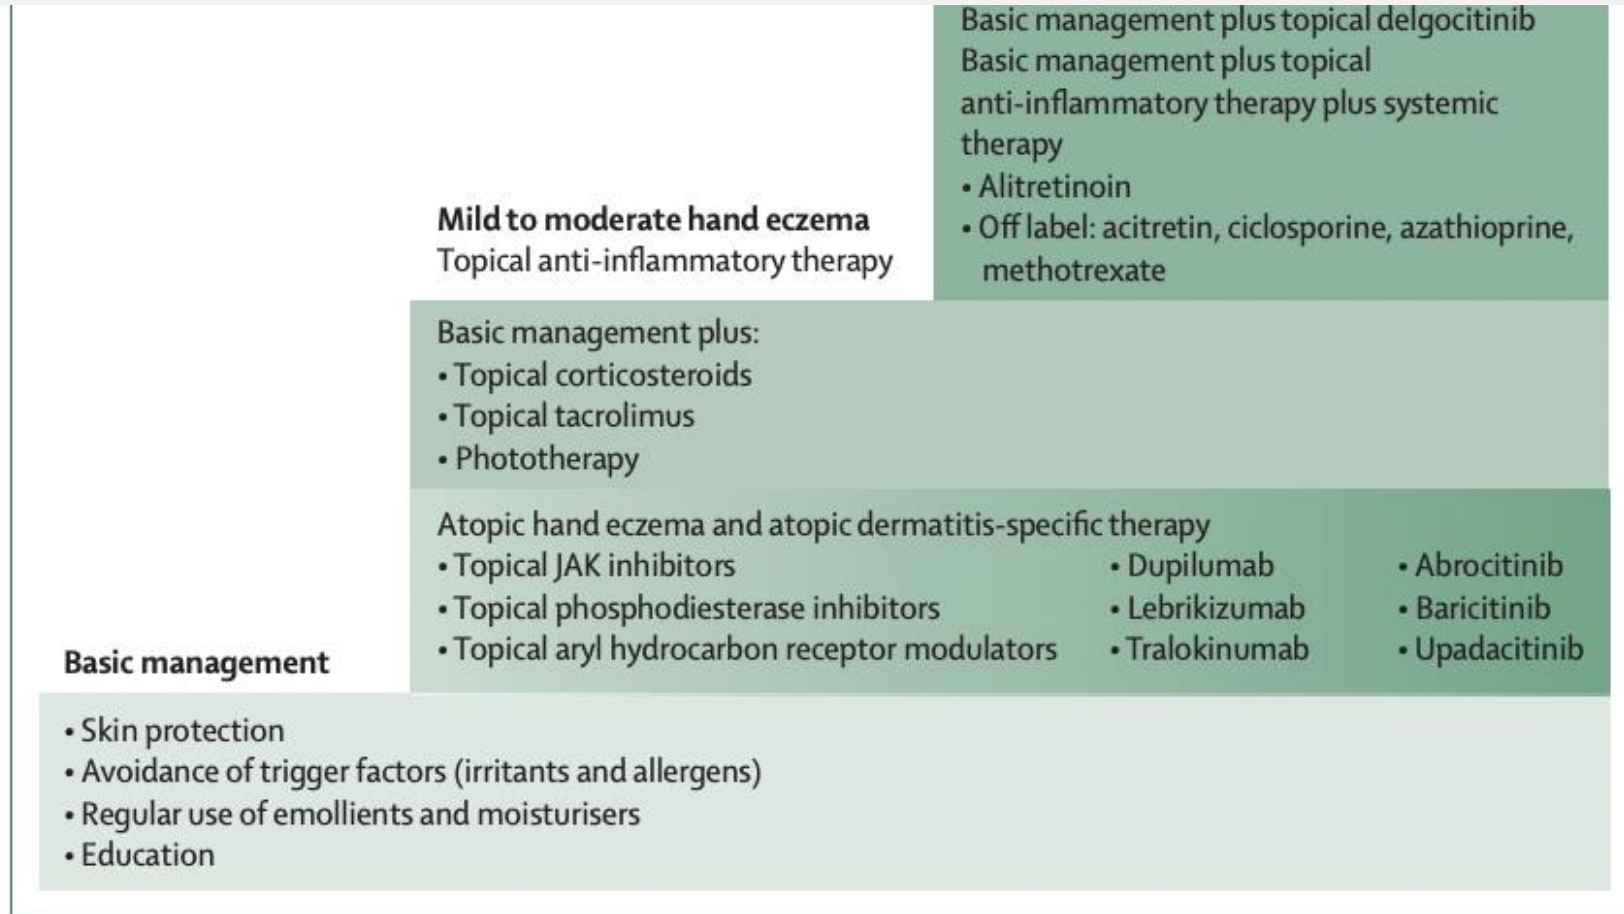 Basic management plus topical delgocitinib
Basic management plus topical
anti-inflammatory therapy plus systemic
therapy
• Alitretinoin
• Off label: acitretin, ciclosporine, azathioprine,
methotrexate
Mild to moderate hand eczema
Topical anti-inflammatory therapy
Basic management plus:
• Topical corticosteroids
• Topical tacrolimus
• Phototherapy
Atopic hand eczema and atopic dermatitis-specific therapy
• Topical JAK inhibitors
• Topical phosphodiesterase inhibitors
• Topical aryl hydrocarbon receptor modulators
• Dupilumab
• Lebrikizumab
• Tralokinumab
• Abrocitinib
• Baricitinib
• Upadacitinib
Basic management
• Skin protection
• Avoidance of trigger factors (irritants and allergens)
• Regular use of emollients and moisturisers
• Education